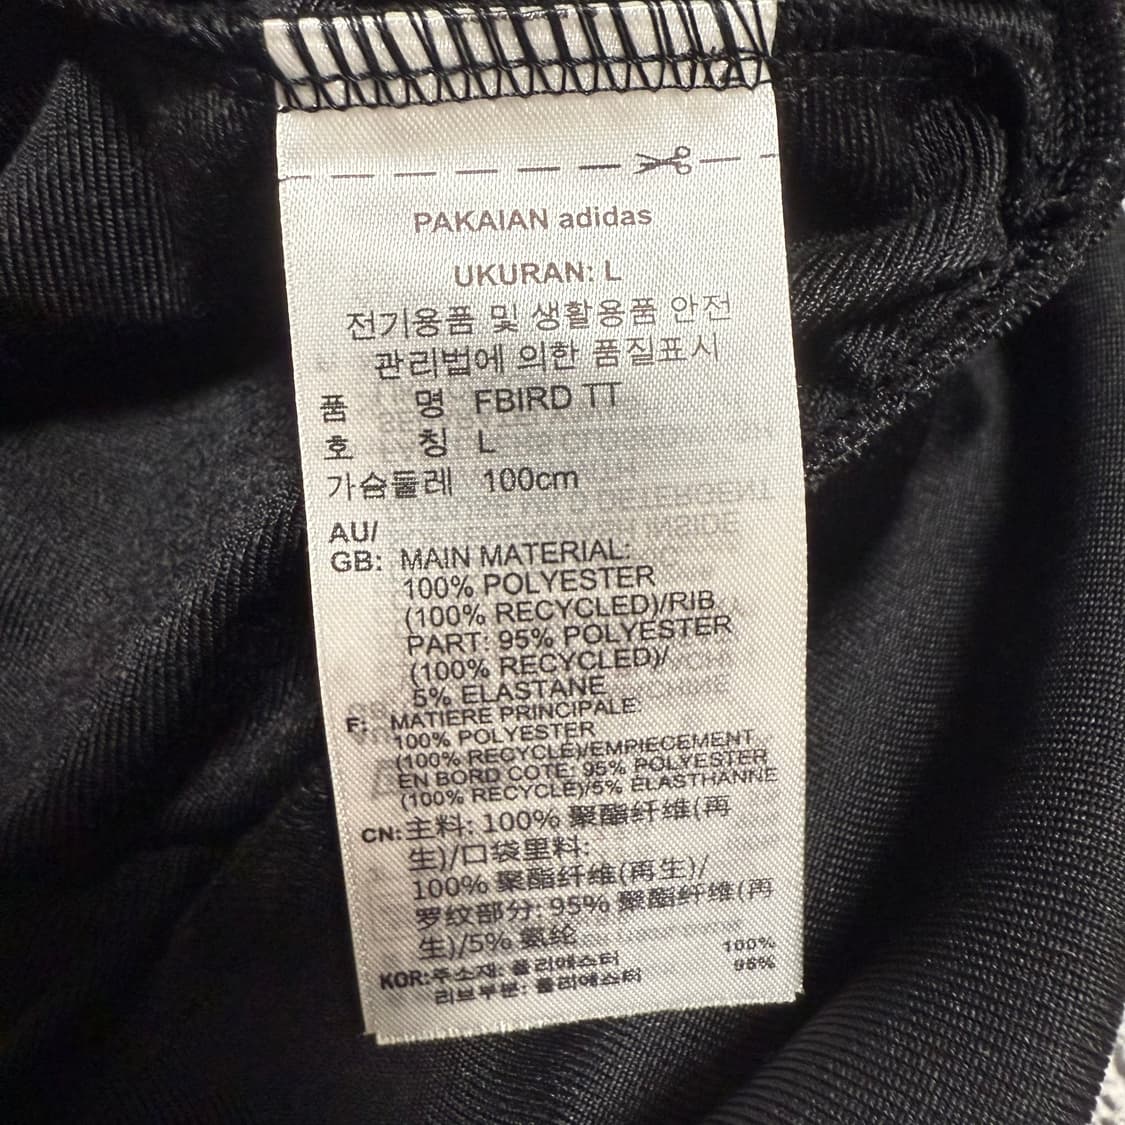 PAKAIAN adidas
UKURAN: L
전기용품 및 생활용품 안전
관리법에 의한 품질표시
품 명 FBIRD TT
호 칭 L
가슴둘레 100cm
AU/
GB: MAIN MATERIAL:
100% POLYESTER
(100% RECYCLED)/RIB
PART: 95% POLYESTER
(100% RECYCLED)/
5% ELASTANE
F: MATIERE PRINCIPALE:
100% POLYESTER
(100% RECYCLE)/EMPIECEMENT
EN BORD COTE: 95% POLYESTER
(100% RECYCLE)/5% ELASTHANNE
CN: 主料: 100% 聚酯纤维(再
生)/口袋里料:
100% 聚酯纤维(再生)/
罗纹部分: 95% 聚酯纤维(再
生)/5% 氨纶
KOR: 주소재: 폴리에스터 100%
리브부분: 폴리에스터 95%